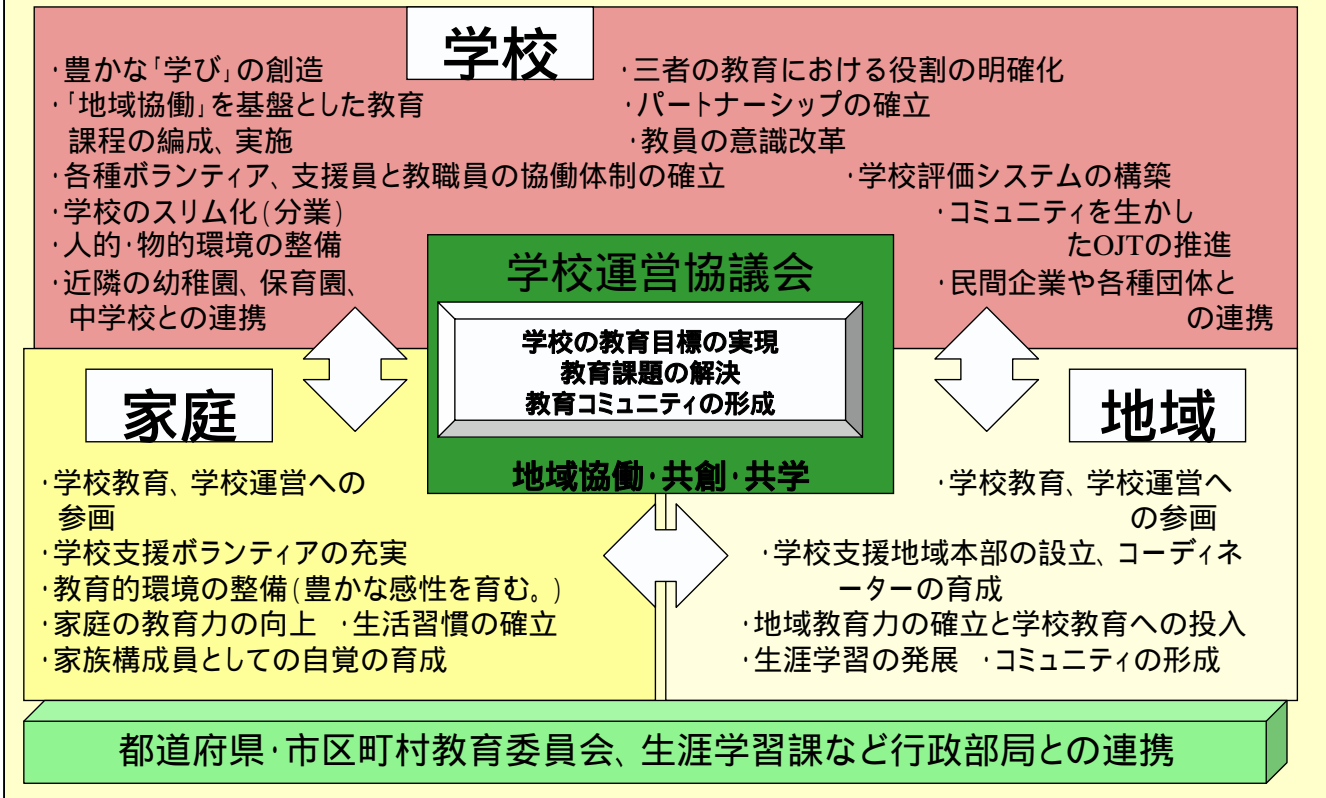 学校
·豊かな「学び」の創造
·「地域協働」を基盤とした教育
課程の編成、実施
·各種ボランティア、支援員と教職員の協働体制の確立
·学校のスリム化(分業)
·人的·物的環境の整備
·近隣の幼稚園、保育園、
中学校との連携
·三者の教育における役割の明確化
·パートナーシップの確立
·教員の意識改革
·学校評価システムの構築
·コミュニティを生かし
たOJTの推進
·民間企業や各種団体と
の連携
学校運営協議会
学校の教育目標の実現
教育課題の解決
教育コミュニティの形成
地域協働·共創·共学
家庭
·学校教育、学校運営への
参画
·学校支援ボランティアの充実
·教育的環境の整備(豊かな感性を育む。)
·家庭の教育力の向上 ·生活習慣の確立
·家族構成員としての自覚の育成
地域
·学校教育、学校運営へ
の参画
·学校支援地域本部の設立、コーディネ
ーターの育成
·地域教育力の確立と学校教育への投入
·生涯学習の発展 ·コミュニティの形成
都道府県·市区町村教育委員会、生涯学習課など行政部局との連携